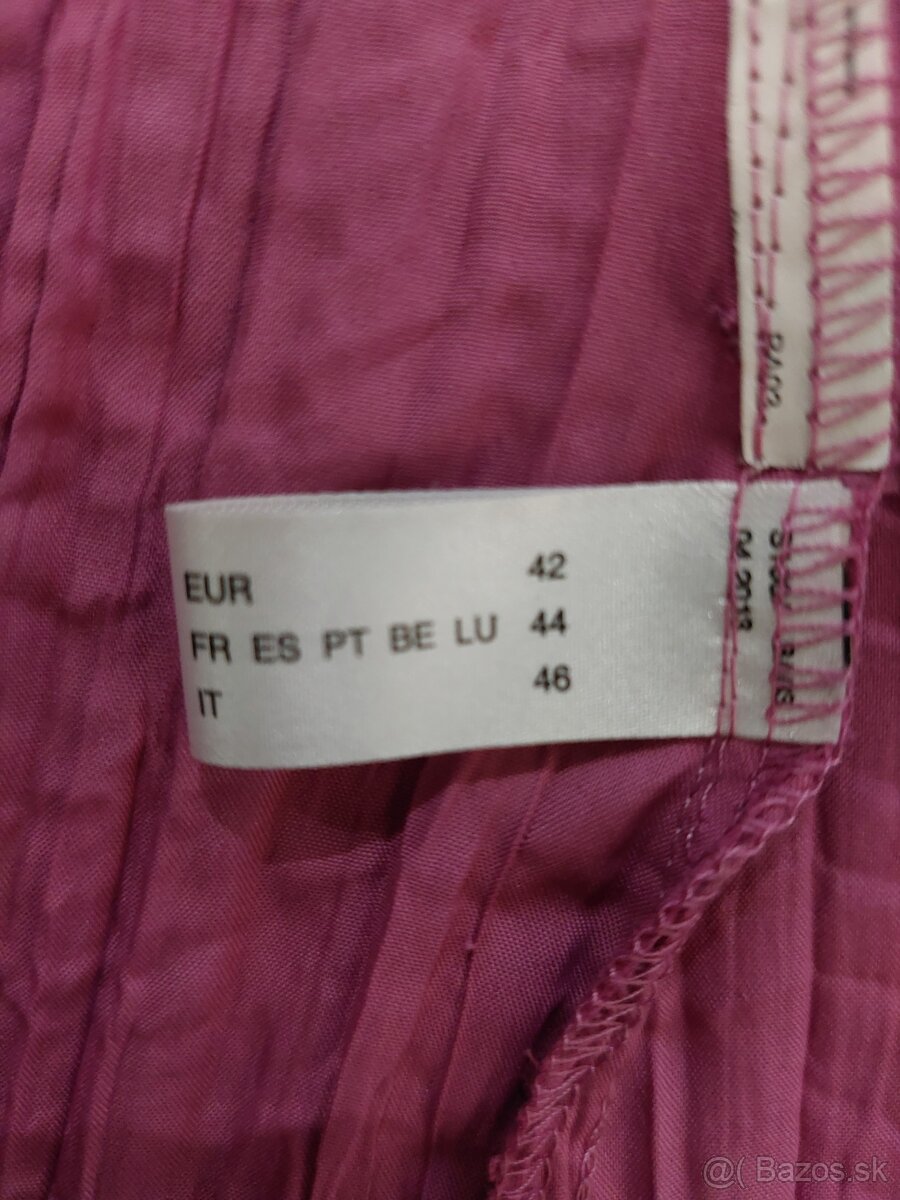 EUR 42
FR ES PT BE LU 44
IT 46
@( Bazos.sk